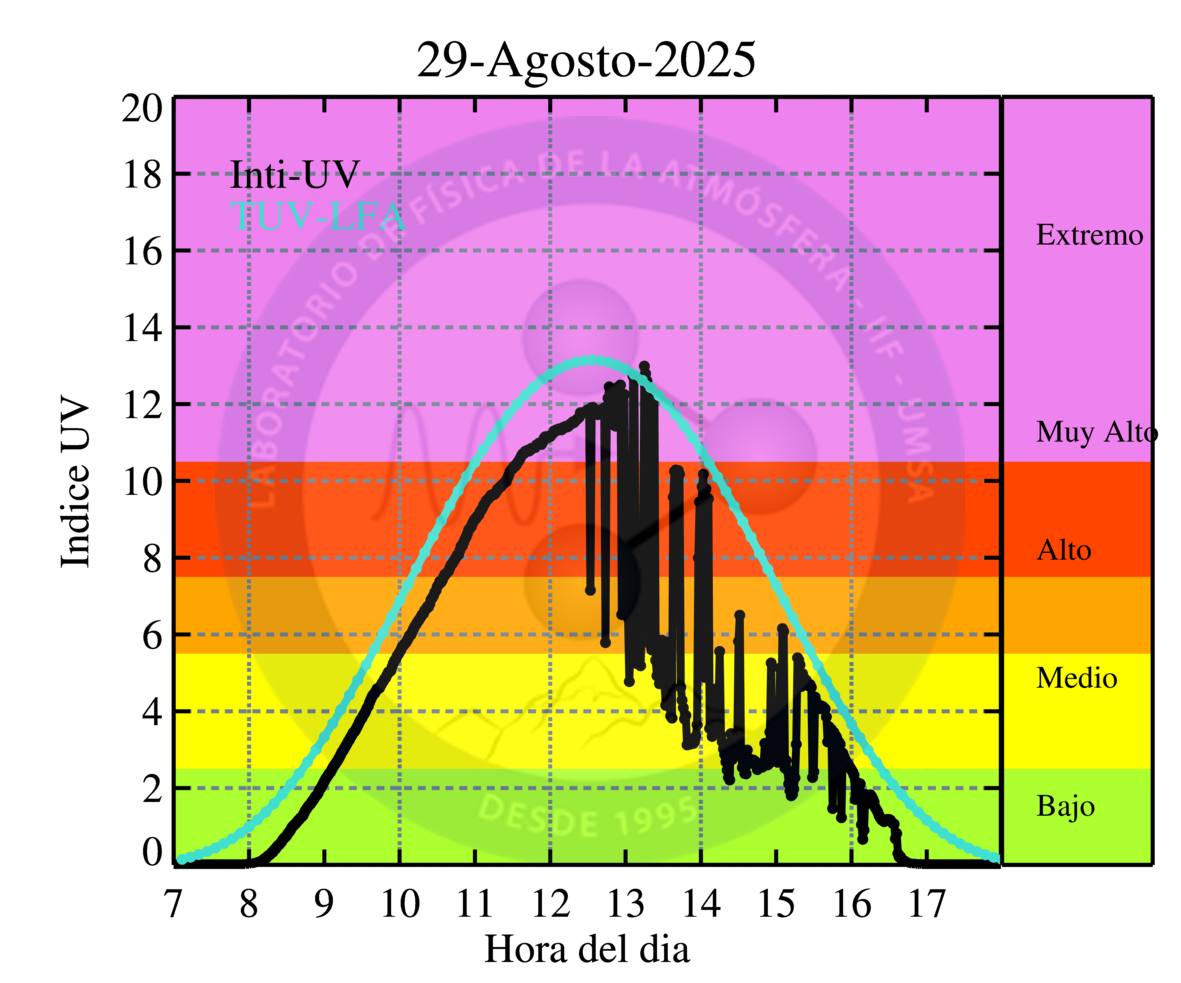 29-Agosto-2025
20
18
16
14
12
10
8
6
4
2
0
Indice UV
Inti-UV
TUV-LFA
LABORATORIO DE FÍSICA DE LA ATMÓSFERA - IIF - UMSA
DESDE 1995
Extremo
Muy Alto
Alto
Medio
Bajo
7 8 9 10 11 12 13 14 15 16 17
Hora del dia